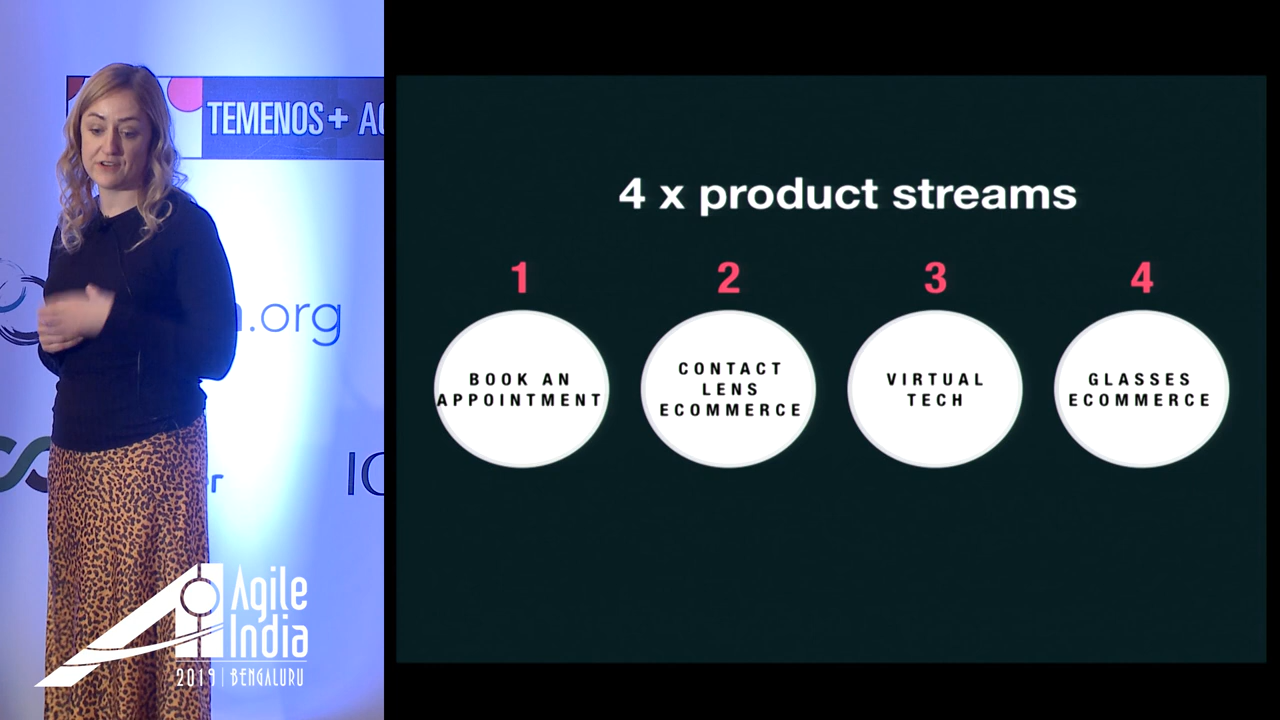 TEMENOS+
.org
4 x product streams
1
2
3
4
BOOK AN
APPOINTMENT
CONTACT
LENS
ECOMMERCE
VIRTUAL
TECH
GLASSES
ECOMMERCE
Agile
India
2019 | BENGALURU